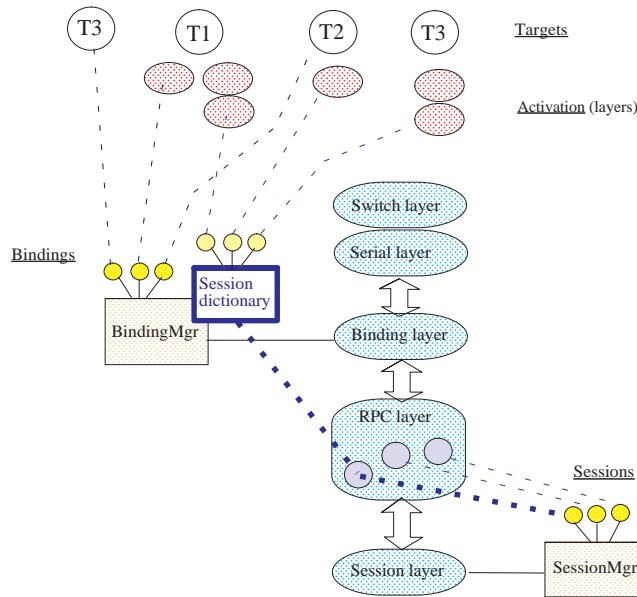 T3
T1
T2
T3
Targets
Activation (layers)
Switch layer
Serial layer
Bindings
Session
dictionary
BindingMgr
Binding layer
RPC layer
Sessions
Session layer
SessionMgr